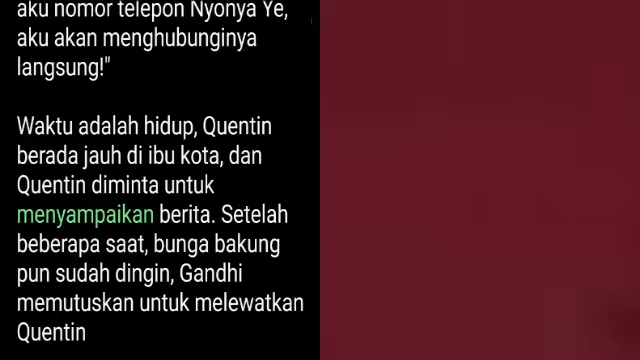 aku nomor telepon Nyonya Ye,
aku akan menghubunginya
langsung!"
Waktu adalah hidup, Quentin
berada jauh di ibu kota, dan
Quentin diminta untuk
menyampaikan berita. Setelah
beberapa saat, bunga bakung
pun sudah dingin, Gandhi
memutuskan untuk melewatkan
Quentin